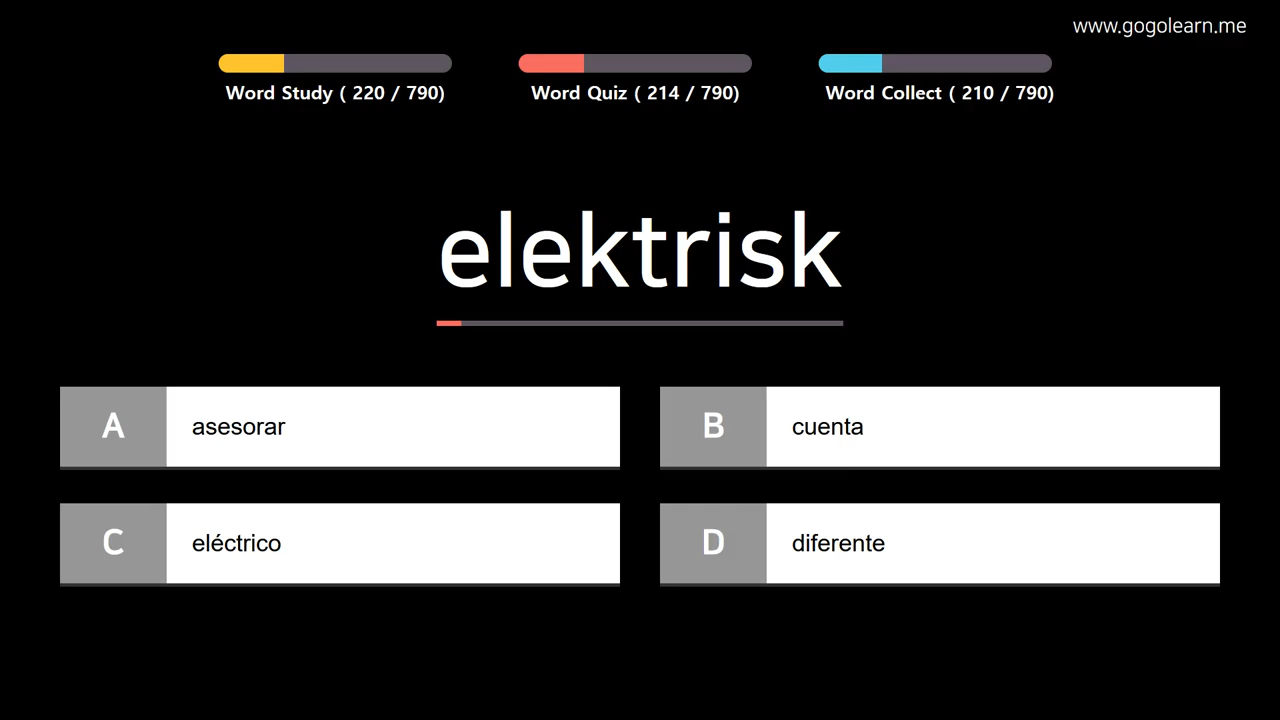 www.gogolearn.me
Word Study ( 220 / 790)
Word Quiz ( 214 / 790)
Word Collect ( 210 / 790)
elektrisk
A asesorar
B cuenta
C eléctrico
D diferente